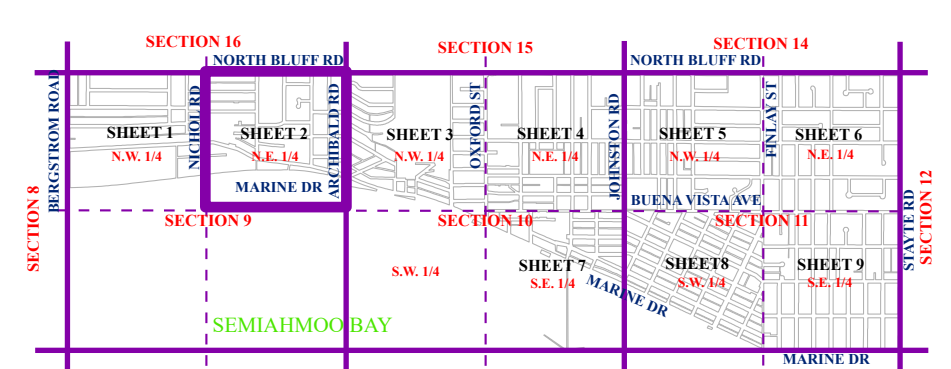 SECTION 16
SECTION 15
SECTION 14
NORTH BLUFF RD
NORTH BLUFF RD
BERGSTROM ROAD
NICHOL RD
ARCHIBALD RD
OXFORD ST
JOHNSTON RD
FINLAY ST
SHEET 1
SHEET 2
SHEET 3
SHEET 4
SHEET 5
SHEET 6
N.W. 1/4
N.E. 1/4
N.W. 1/4
N.E. 1/4
N.W. 1/4
N.E. 1/4
MARINE DR
BUENA VISTA AVE
SECTION 8
SECTION 9
SECTION 10
SECTION 11
STAYTE RD
SECTION 12
S.W. 1/4
SHEET 7
S.E. 1/4
MARINE DR
SHEET8
S.W. 1/4
SHEET 9
S.E. 1/4
SEMIAHMOO BAY
MARINE DR